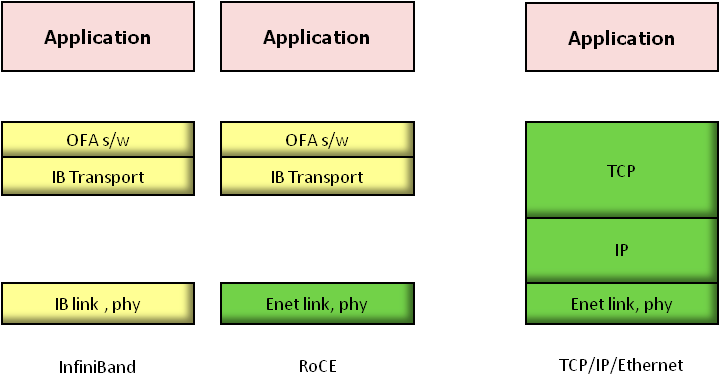 Application
Application
Application
OFA s/w
OFA s/w
TCP
IB Transport
IB Transport
IP
IB link , phy
Enet link, phy
Enet link, phy
InfiniBand
RoCE
TCP/IP/Ethernet